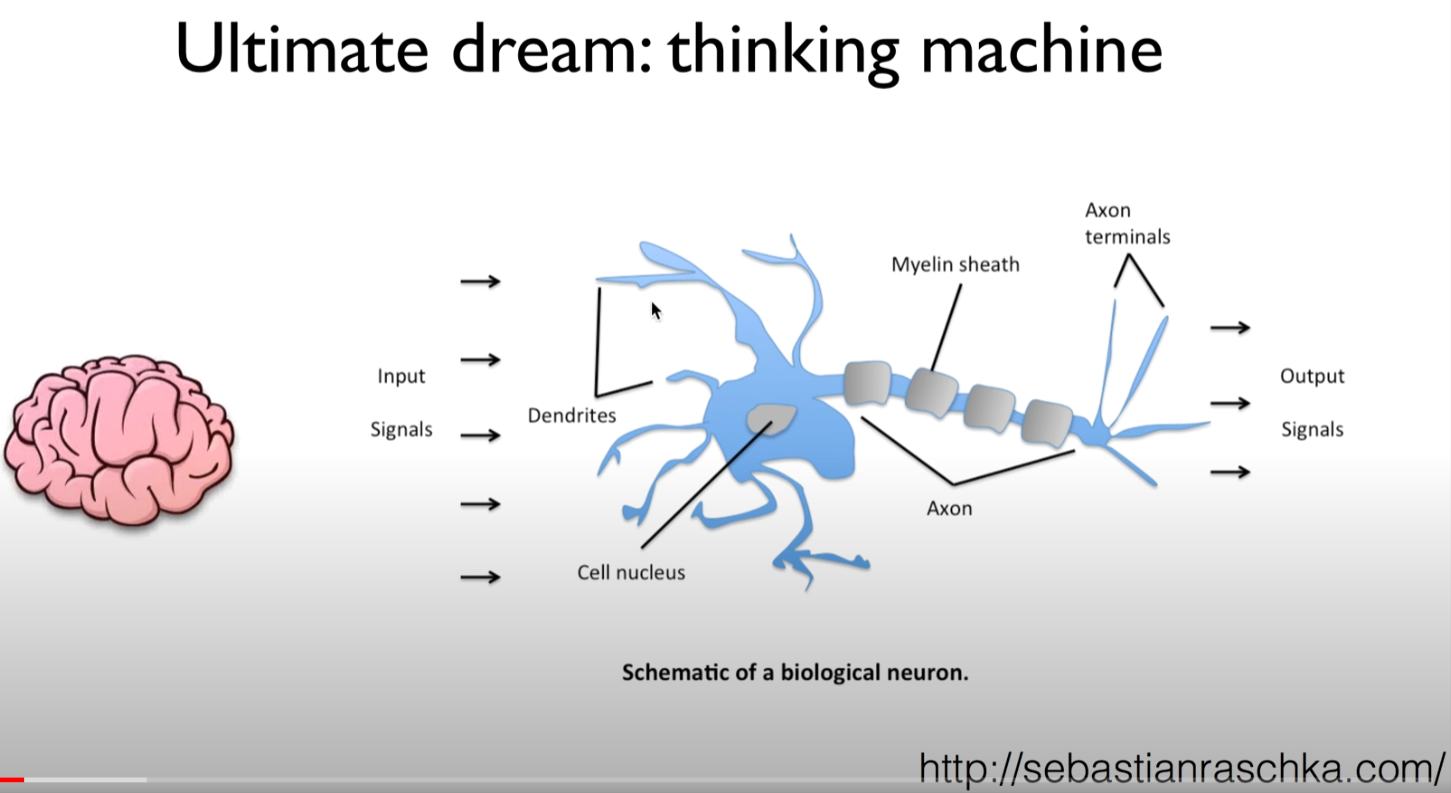 Ultimate dream: thinking machine
Axon
terminals
Myelin sheath
Input
Signals
Dendrites
Output
Signals
Axon
Cell nucleus
Schematic of a biological neuron.
http://sebastianraschka.com/